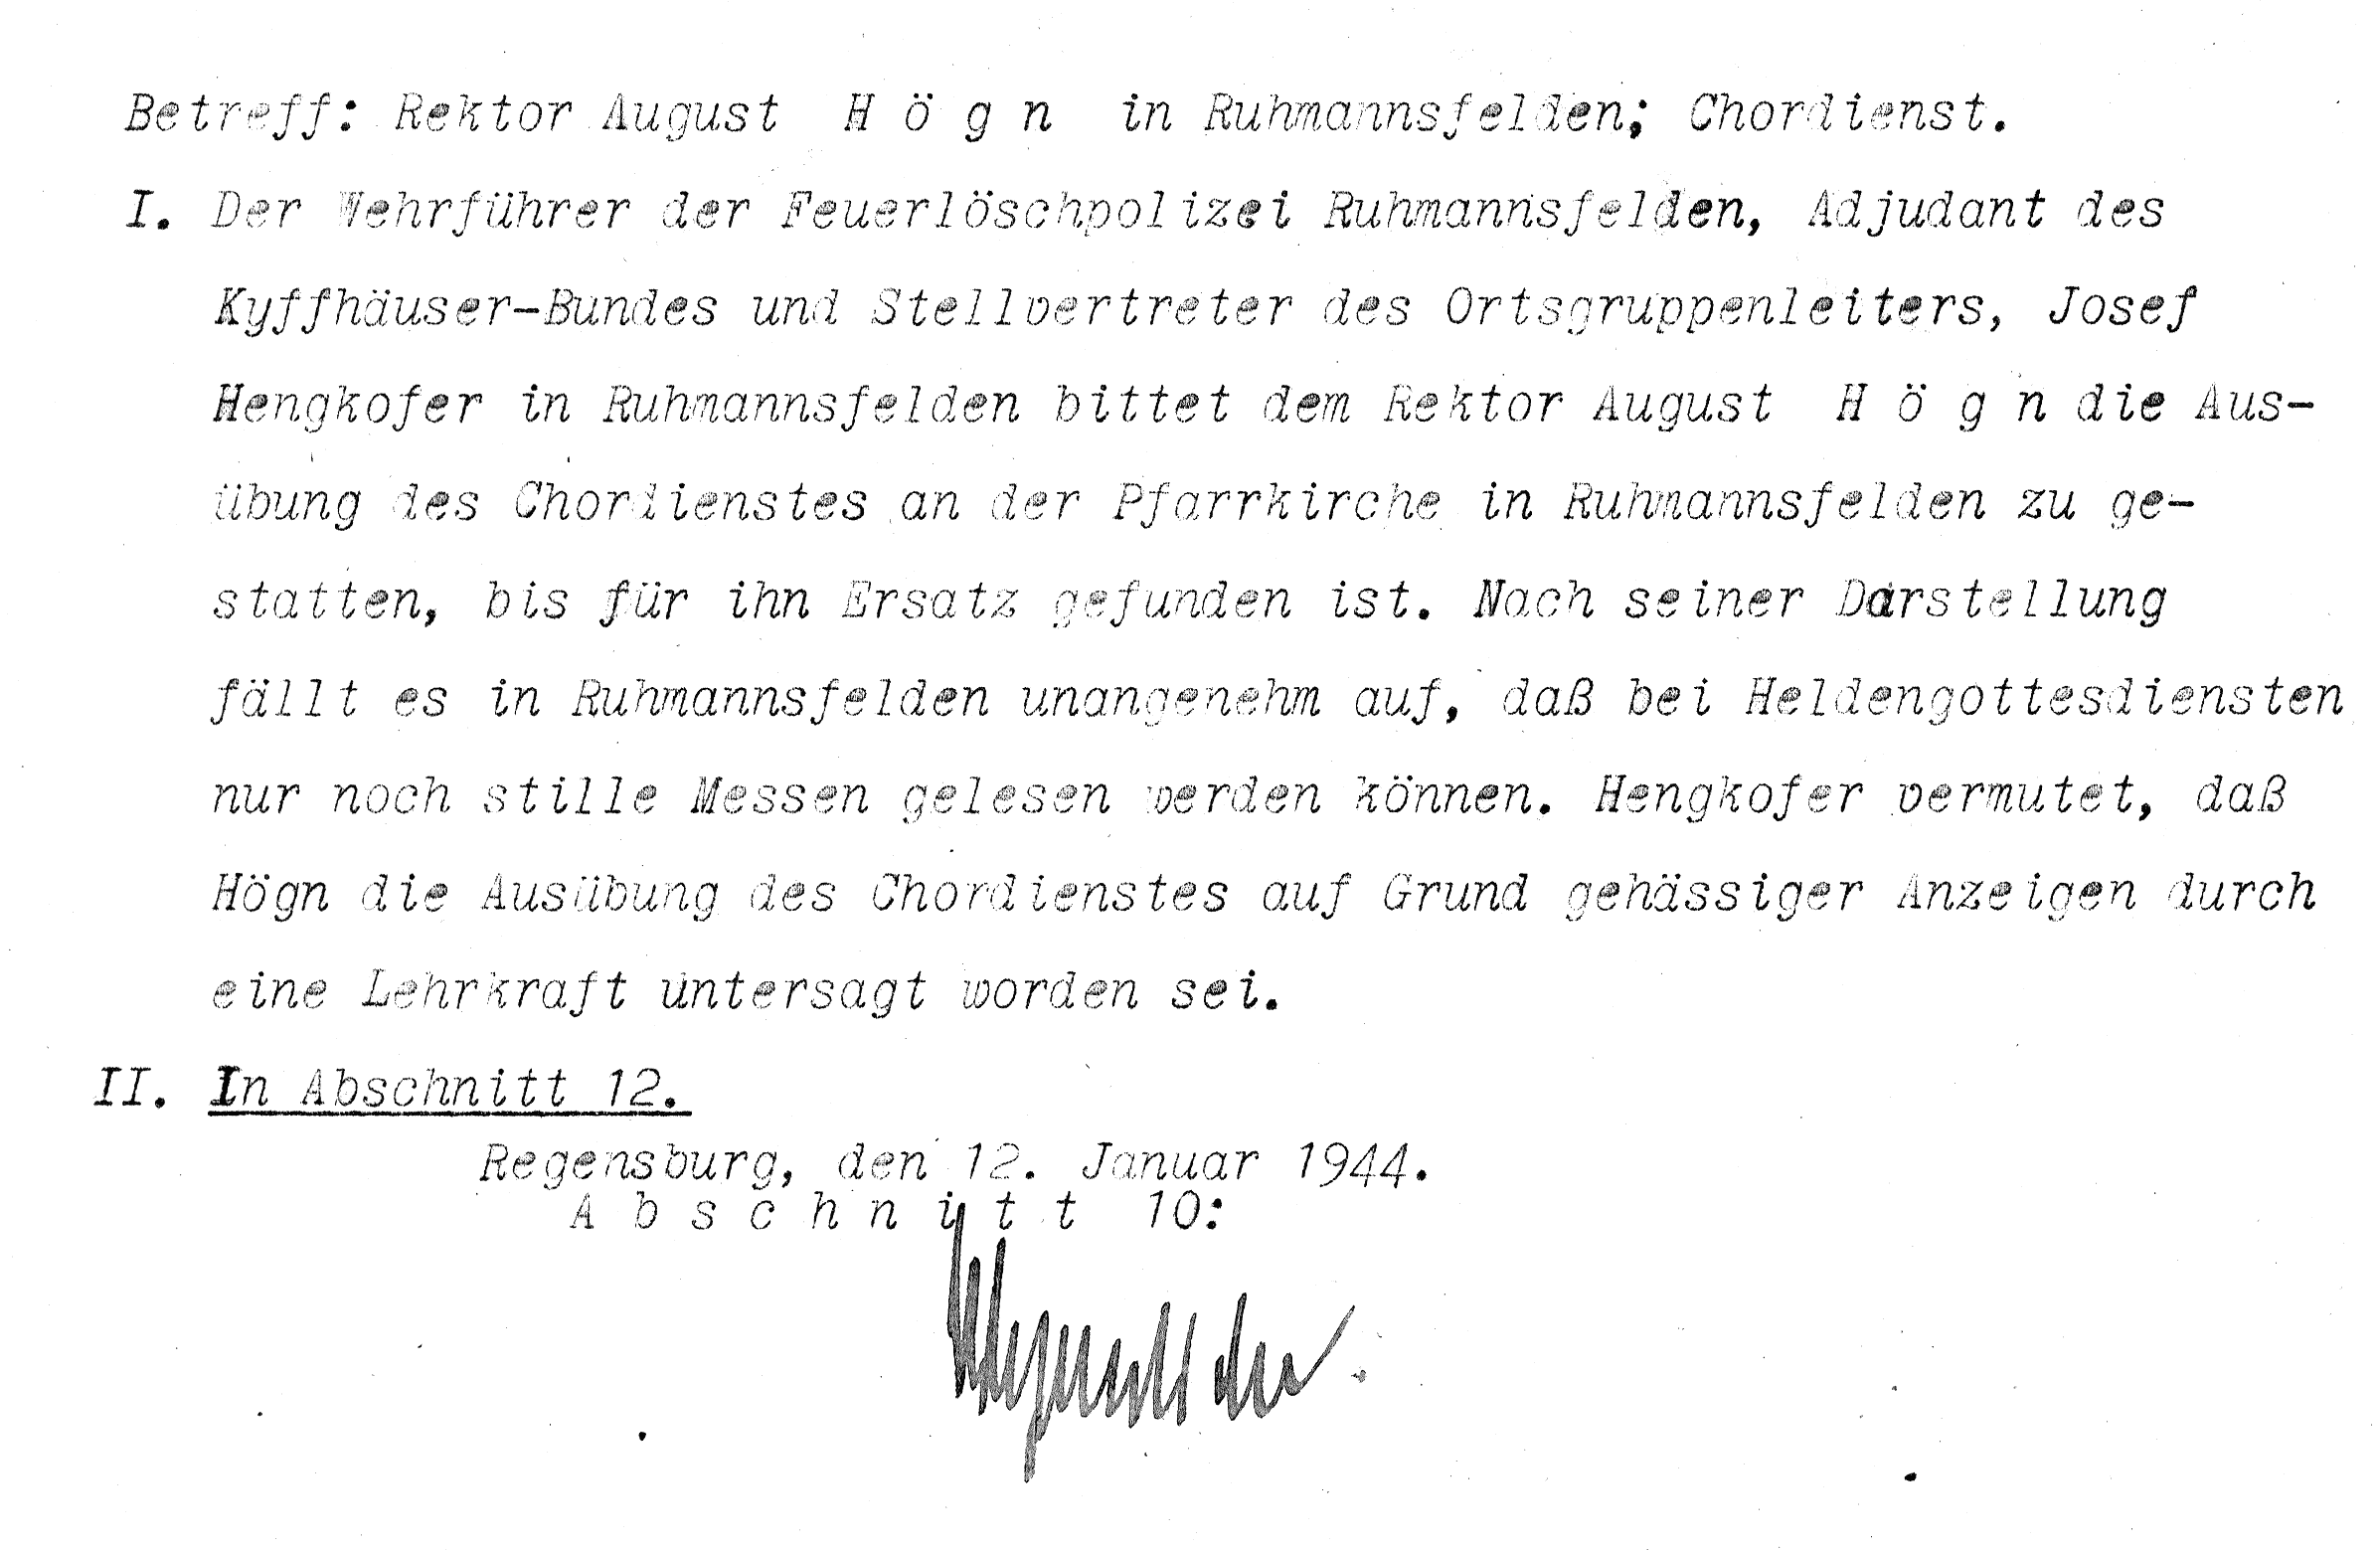 Betreff: Rektor August H ö g n in Ruhmannsfelden; Chordienst.
I. Der Wehrführer der Feuerlöschpolizei Ruhmannsfelden, Adjudant des
Kyffhäuser-Bundes und Stellvertreter des Ortsgruppenleiters, Josef
Hengkofer in Ruhmannsfelden bittet dem Rektor August H ö g n die Aus-
übung des Chordienstes an der Pfarrkirche in Ruhmannsfelden zu ge-
statten, bis für ihn Ersatz gefunden ist. Nach seiner Darstellung
fällt es in Ruhmannsfelden unangenehm auf, daß bei Heldengottesdiensten
nur noch stille Messen gelesen werden können. Hengkofer vermutet, daß
Högn die Ausübung des Chordienstes auf Grund gehässiger Anzeigen durch
eine Lehrkraft untersagt worden sei.
II. In Abschnitt 12.
Regensburg, den 12. Januar 1944.
A b s c h n i t t 10: